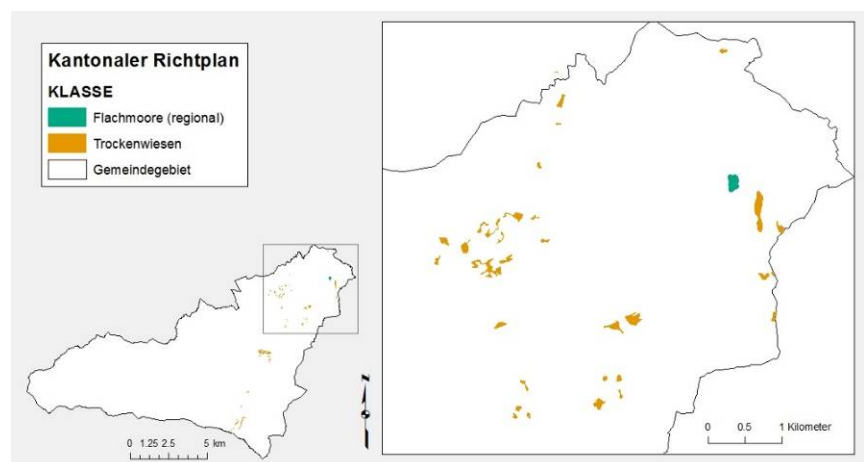 Kantonaler Richtplan
KLASSE
Flachmoore (regional)
Trockenwiesen
Gemeindegebiet
N
0 1.25 2.5 5 km
0 0.5 1 Kilometer